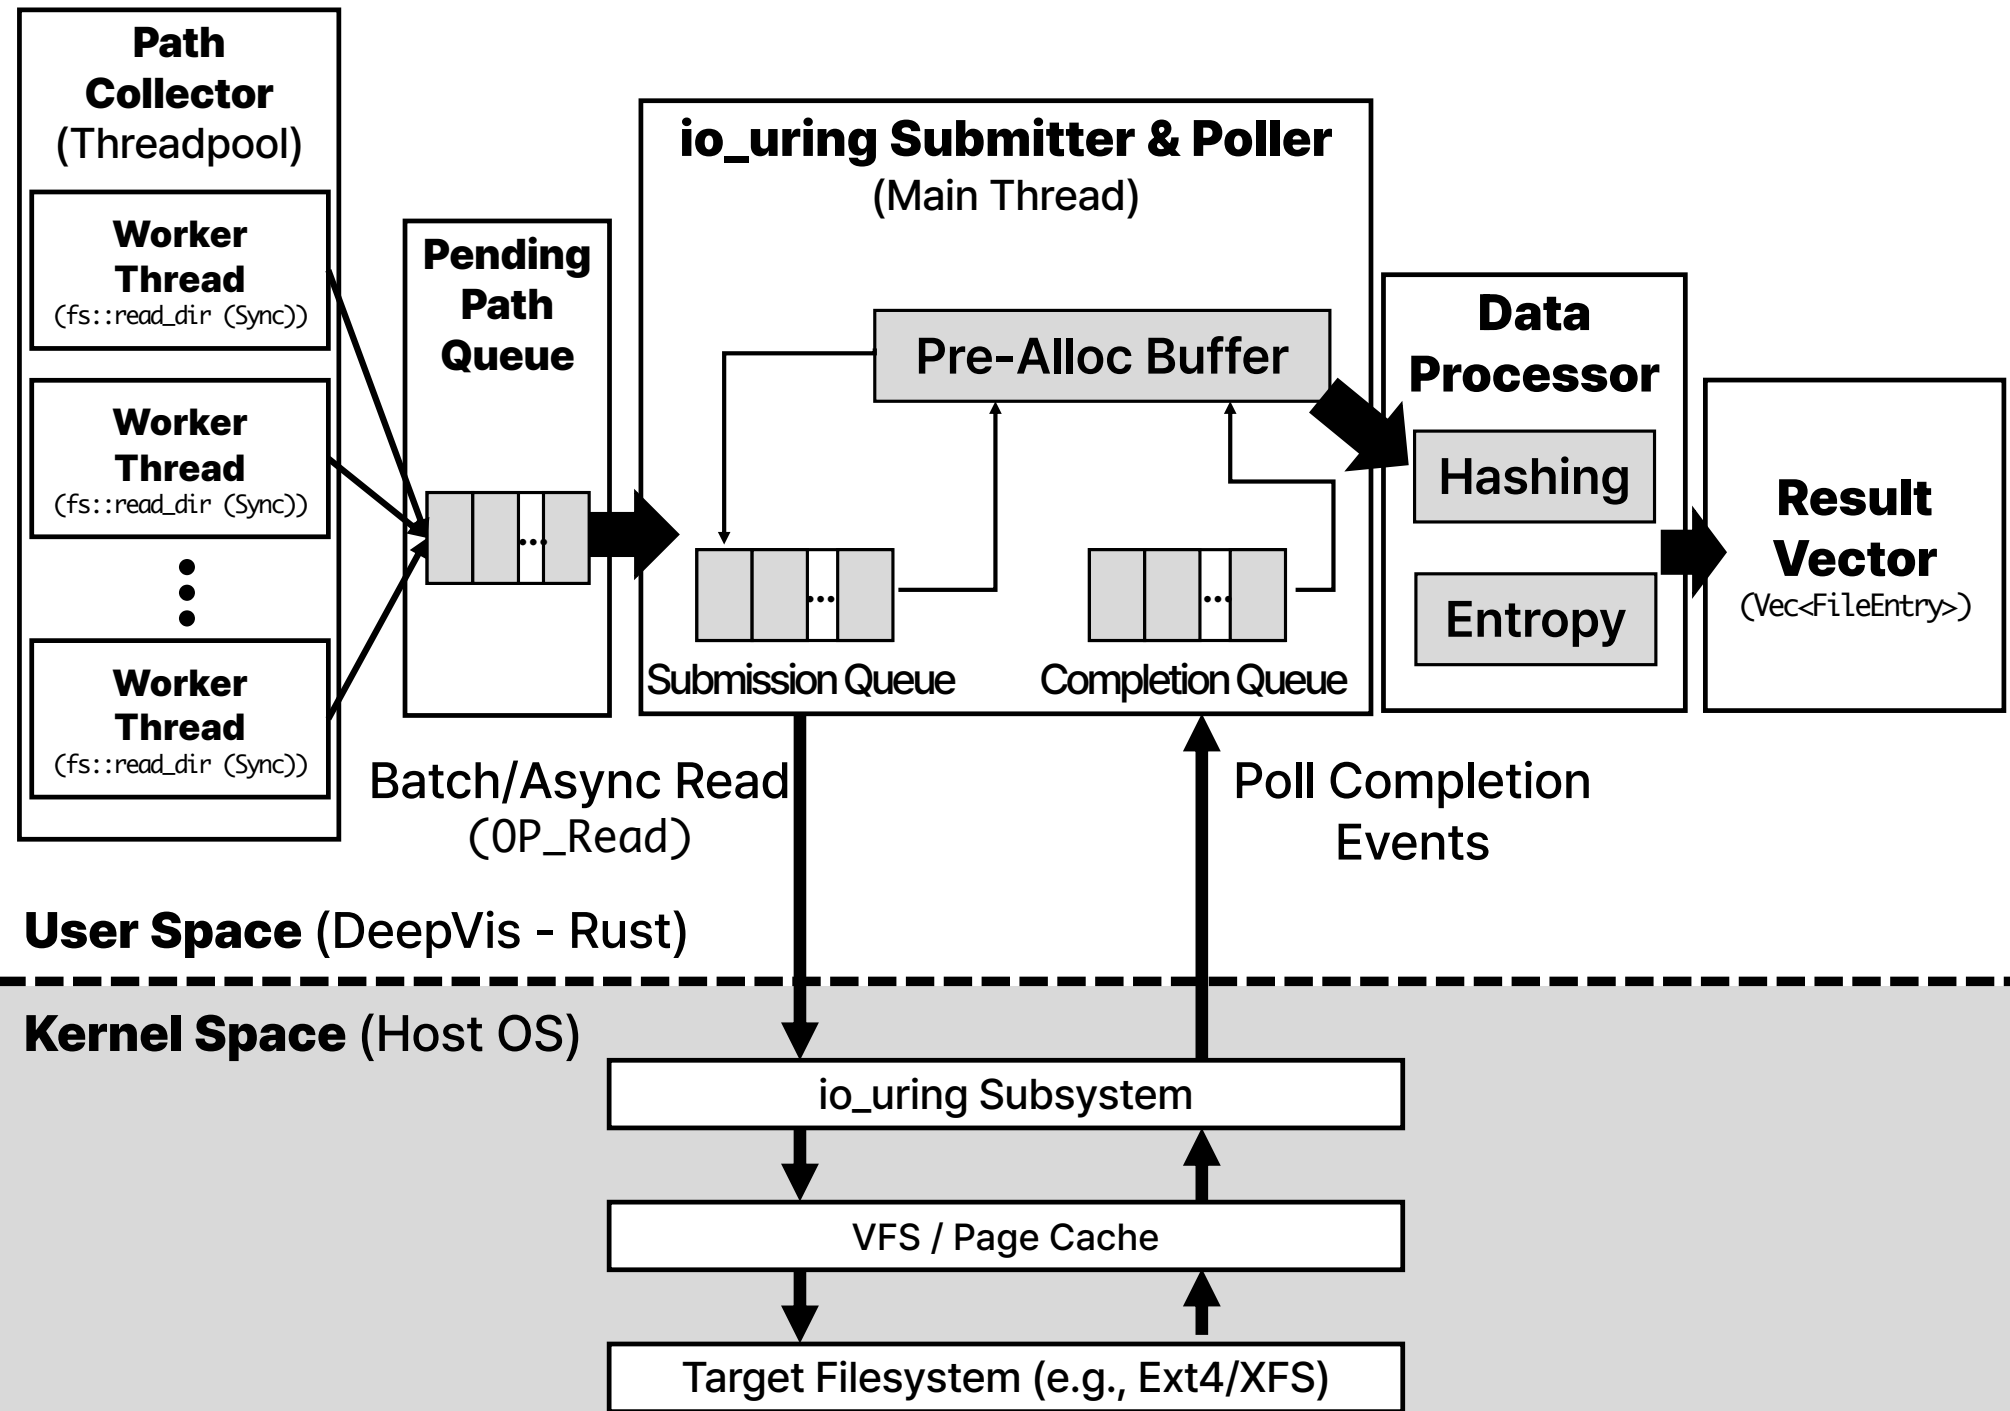 Path
Collector
(Threadpool)
Worker
Thread
(fs::read_dir (Sync))
Worker
Thread
(fs::read_dir (Sync))
Worker
Thread
(fs::read_dir (Sync))
Pending
Path
Queue
...
io_uring Submitter & Poller
(Main Thread)
Pre-Alloc Buffer
...
...
Submission Queue
Completion Queue
Data
Processor
Hashing
Entropy
Result
Vector
(Vec<FileEntry>)
Batch/Async Read
(OP_Read)
Poll Completion
Events
User Space (DeepVis - Rust)
Kernel Space (Host OS)
io_uring Subsystem
VFS / Page Cache
Target Filesystem (e.g., Ext4/XFS)